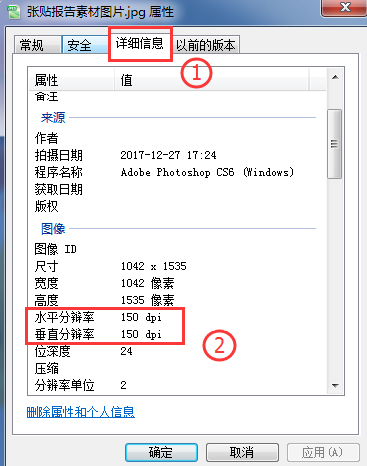 张贴报告素材图片.jpg 属性
常规 安全 详细信息 以前的版本
①
属性 值
备注
来源
作者
拍摄日期 2017-12-27 17:24
程序名称 Adobe Photoshop CS6 (Windows)
获取日期
版权
图像
图像 ID
尺寸 1042 x 1535
宽度 1042 像素
高度 1535 像素
水平分辩率 150 dpi
垂直分辩率 150 dpi
②
位深度 24
压缩
分辨率单位 2
删除属性和个人信息
确定 取消 应用(A)